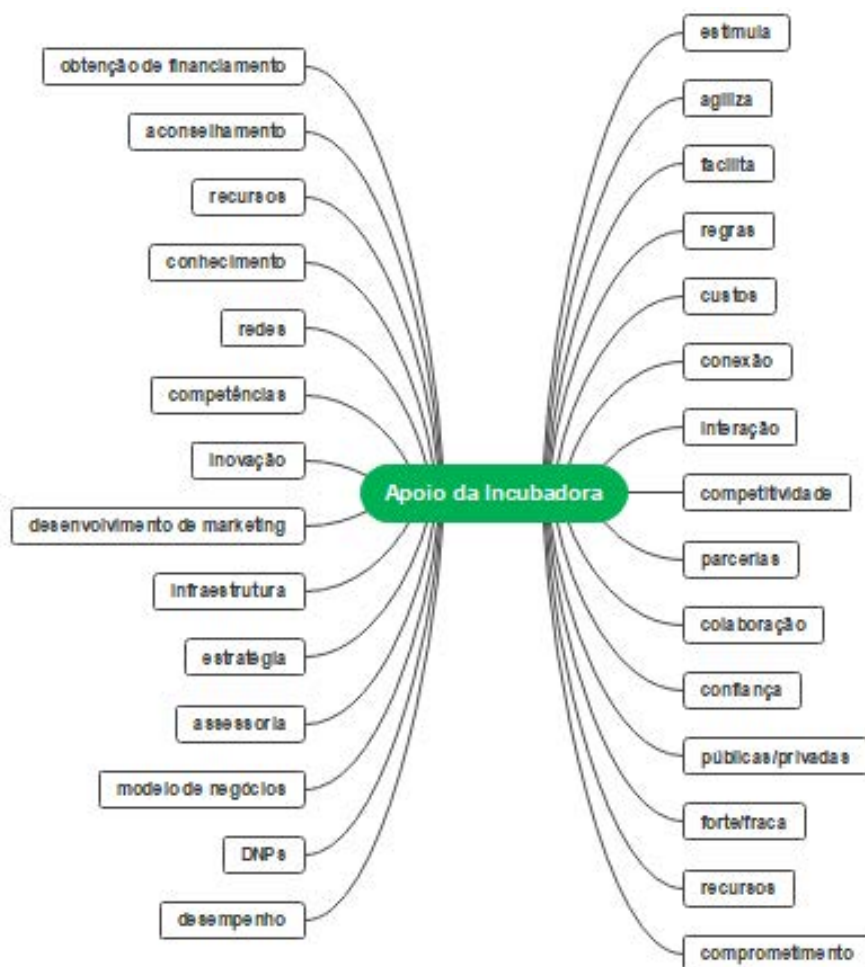 obtenção de financiamento
aconselhamento
recursos
conhecimento
redes
competências
inovação
desenvolvimento de marketing
infraestrutura
estratégia
assessoria
modelo de negócios
DNPs
desempenho
Apoio da Incubadora
estimula
agiliza
facilita
regras
custos
conexão
interação
competitividade
parcerias
colaboração
confiança
públicas/privadas
forte/fraca
recursos
comprometimento